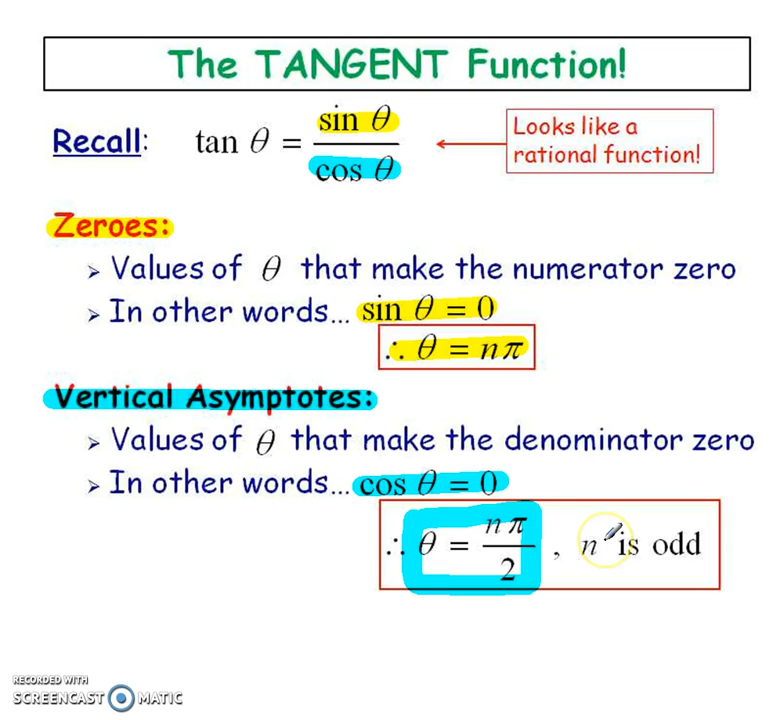 The TANGENT Function!
Recall: tan θ = sin θ / cos θ
Looks like a
rational function!
Zeroes:
➢ Values of θ that make the numerator zero
➢ In other words... sin θ = 0
∴ θ = nπ
Vertical Asymptotes:
➢ Values of θ that make the denominator zero
➢ In other words... cos θ = 0
∴ θ = nπ / 2 , n is odd
RECORDED WITH
SCREENCAST MATIC